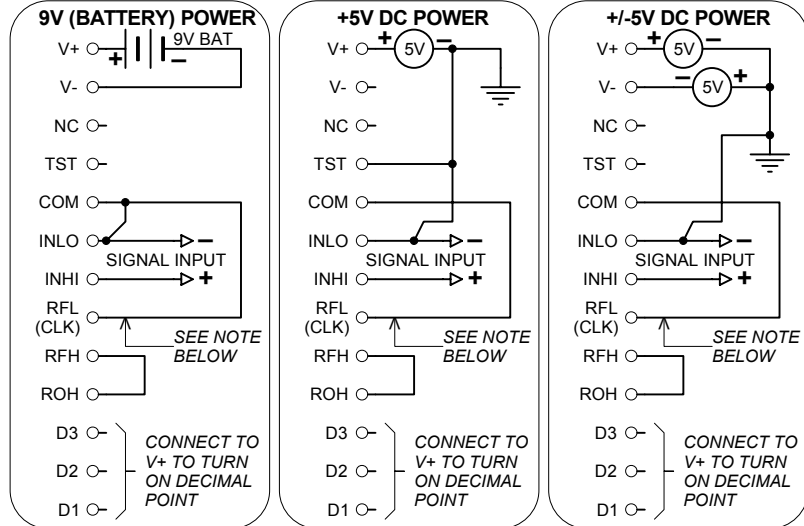 9V (BATTERY) POWER
V+
+
9V BAT
−
V-
NC
TST
COM
INLO
−
SIGNAL INPUT
INHI
+
RFL
(CLK)
SEE NOTE
BELOW
RFH
ROH
D3
D2
D1
CONNECT TO
V+ TO TURN
ON DECIMAL
POINT
+5V DC POWER
V+
+
5V
−
V-
NC
TST
COM
INLO
−
SIGNAL INPUT
INHI
+
RFL
(CLK)
SEE NOTE
BELOW
RFH
ROH
D3
D2
D1
CONNECT TO
V+ TO TURN
ON DECIMAL
POINT
+/-5V DC POWER
V+
+
5V
−
V-
−
5V
+
NC
TST
COM
INLO
−
SIGNAL INPUT
INHI
+
RFL
(CLK)
SEE NOTE
BELOW
RFH
ROH
D3
D2
D1
CONNECT TO
V+ TO TURN
ON DECIMAL
POINT